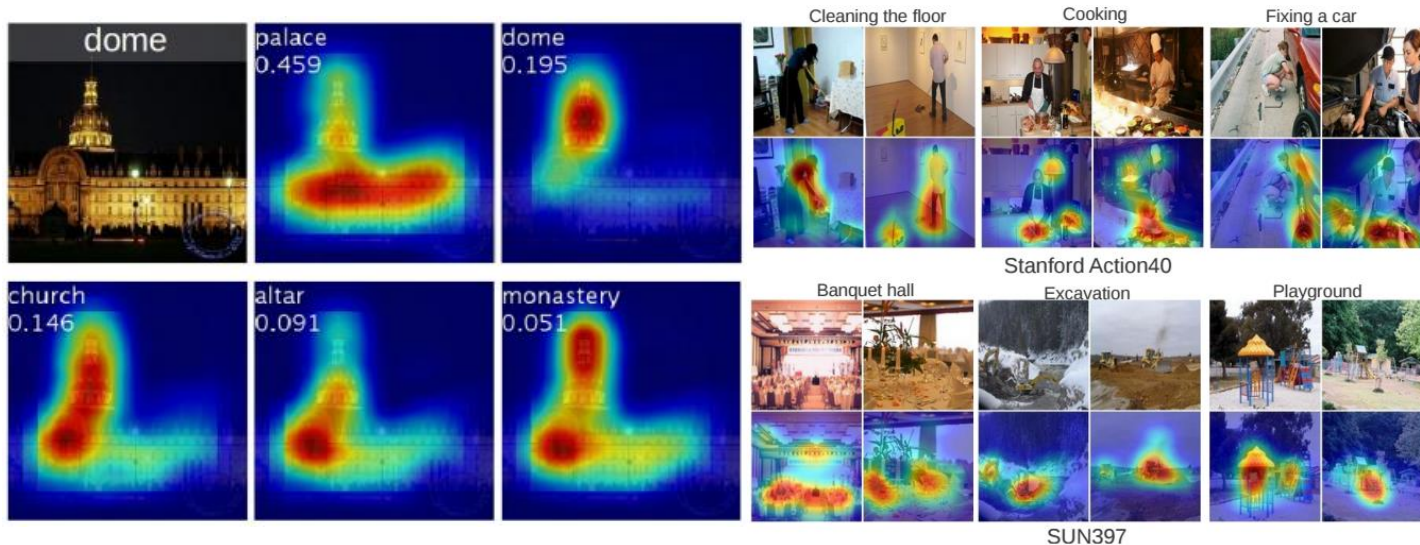 dome
palace
0.459
dome
0.195
church
0.146
altar
0.091
monastery
0.051
Cleaning the floor
Cooking
Fixing a car
Stanford Action40
Banquet hall
Excavation
Playground
SUN397